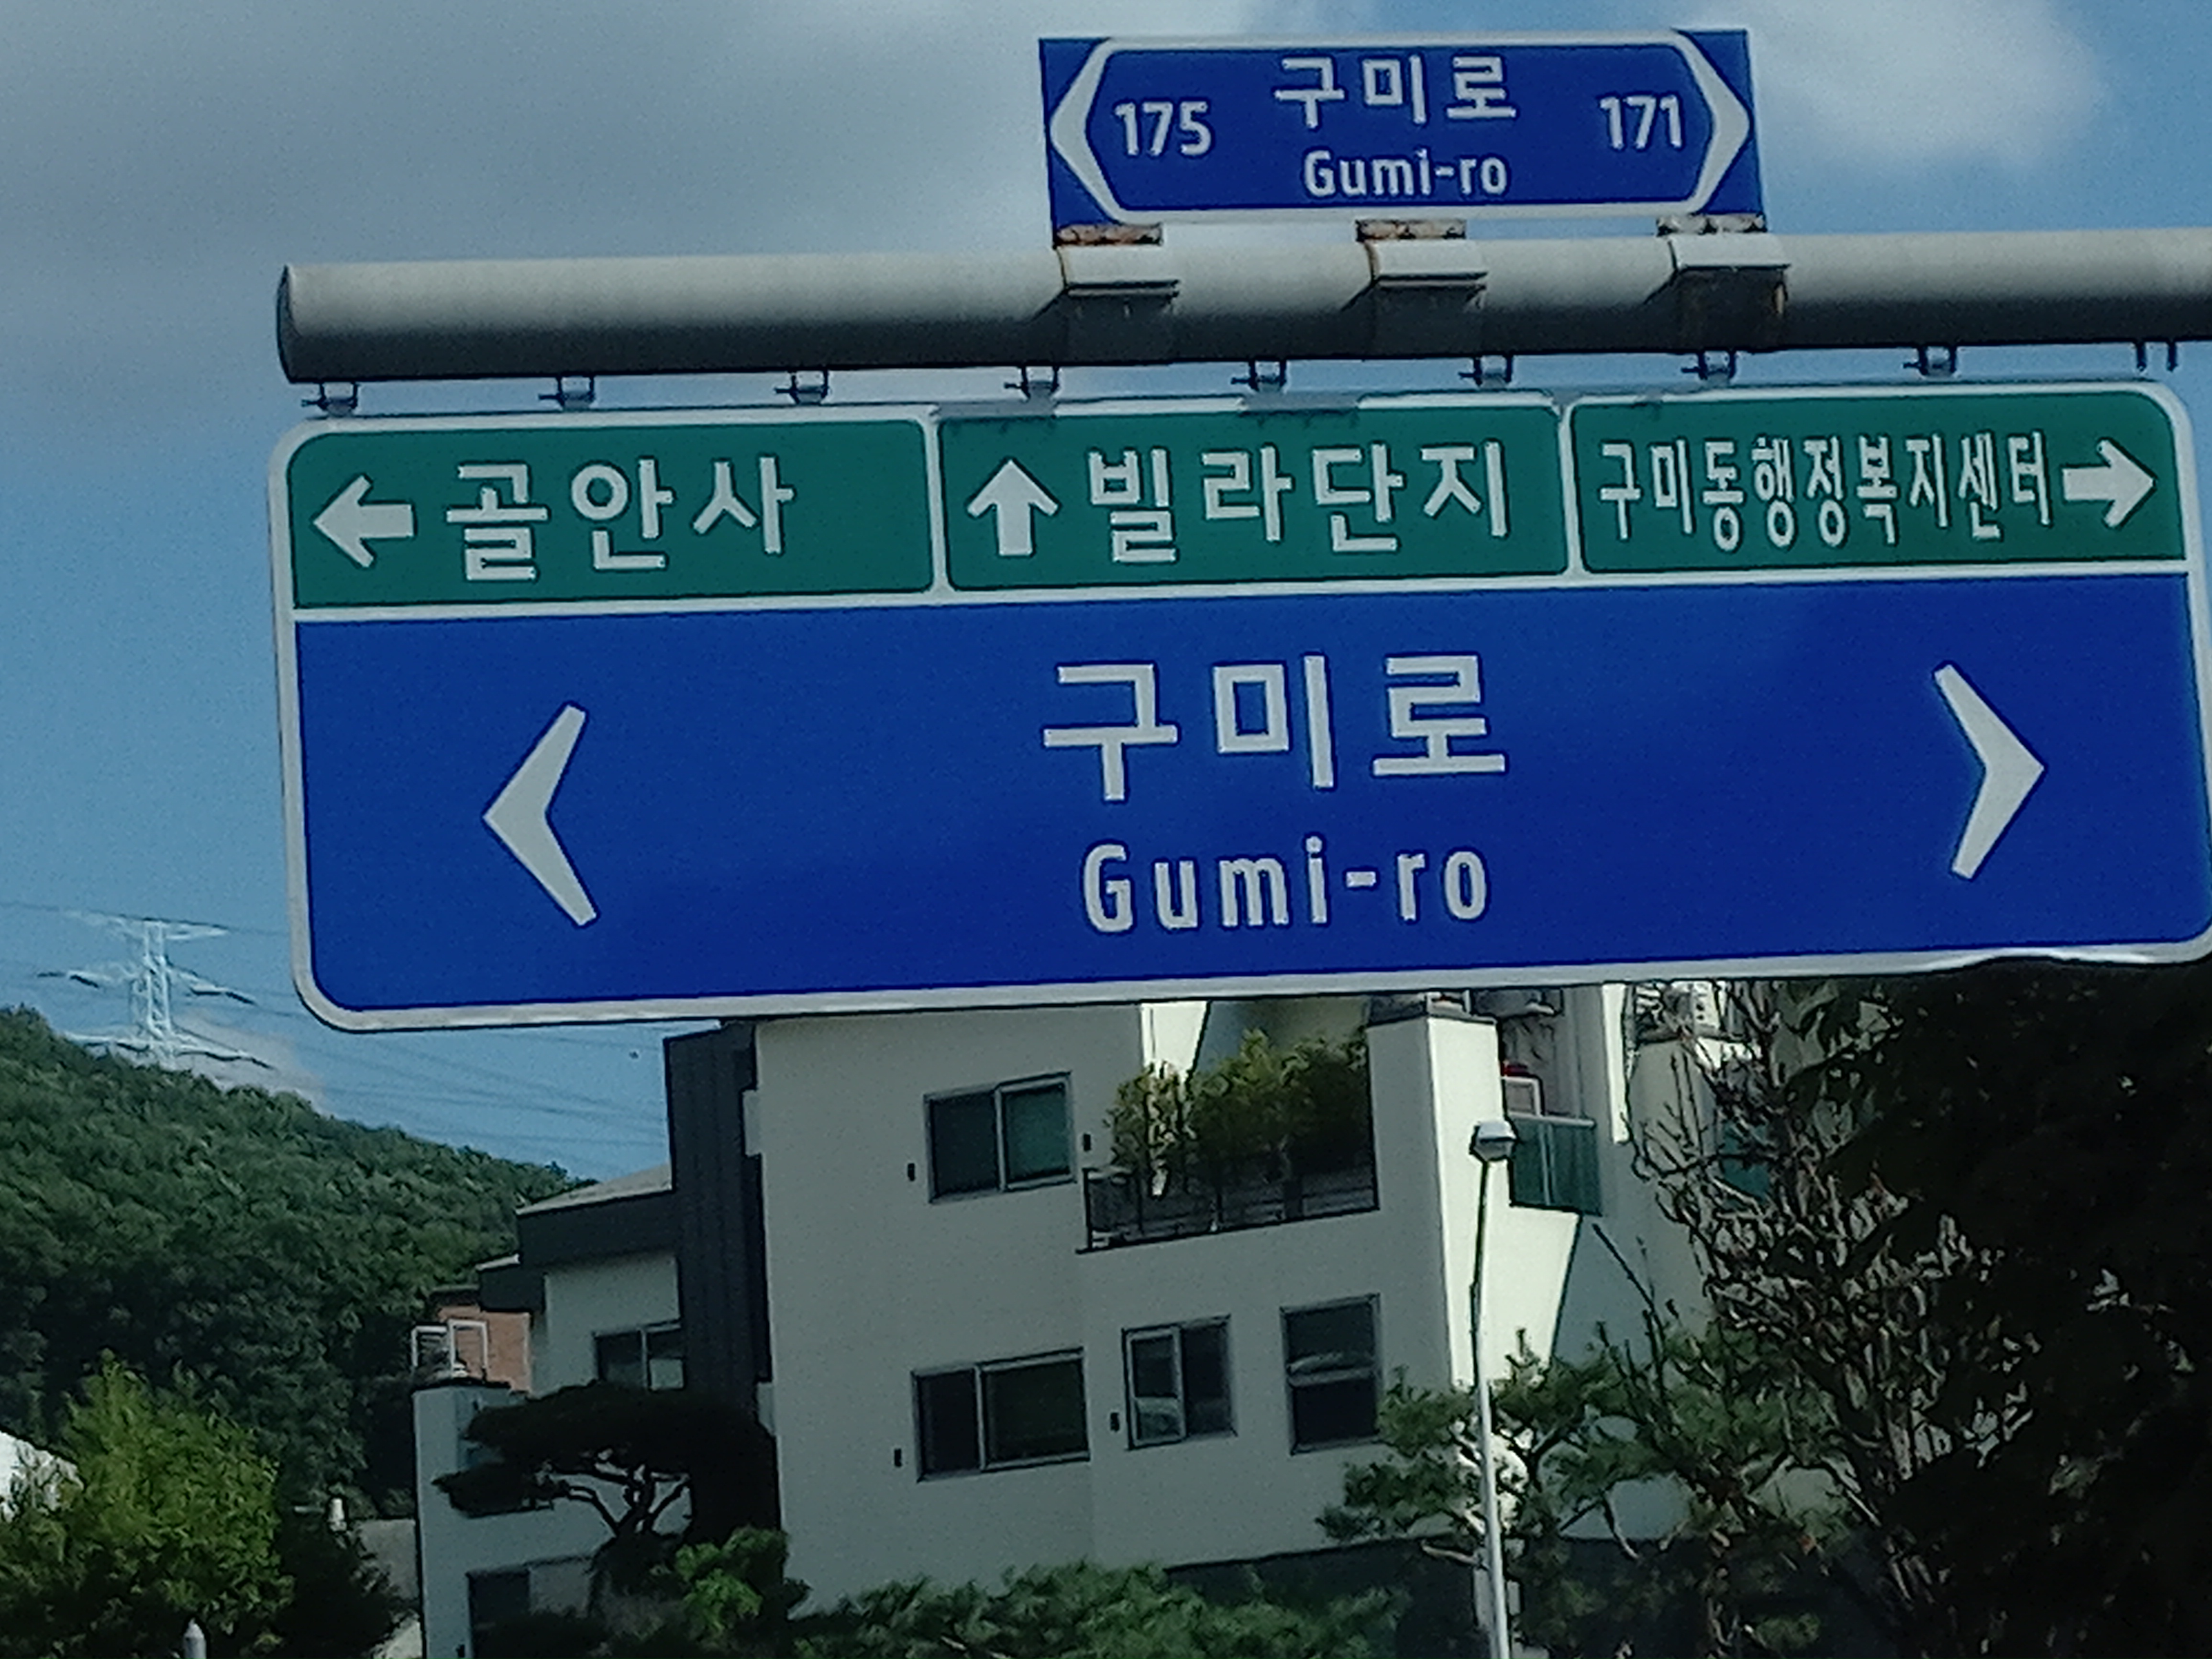 175 구미로 171
Gumi-ro
골안사 빌라단지 구미동행정복지센터
구미로
Gumi-ro